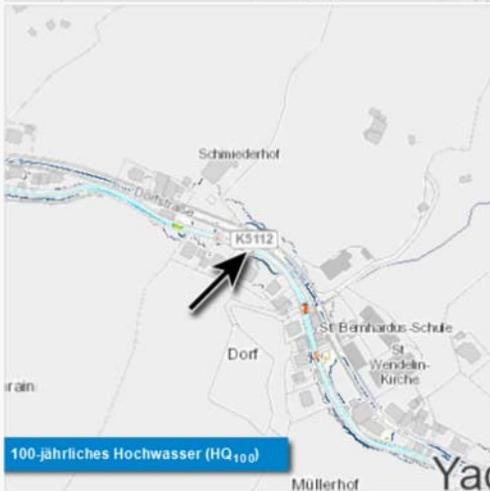 Schmiederhof
Dorfstraße
K5112
St. Bernhardus-Schule
St.
Wendelin-
Kirche
Dorf
rain
100-jährliches Hochwasser (HQ100)
Müllerhof
Yac